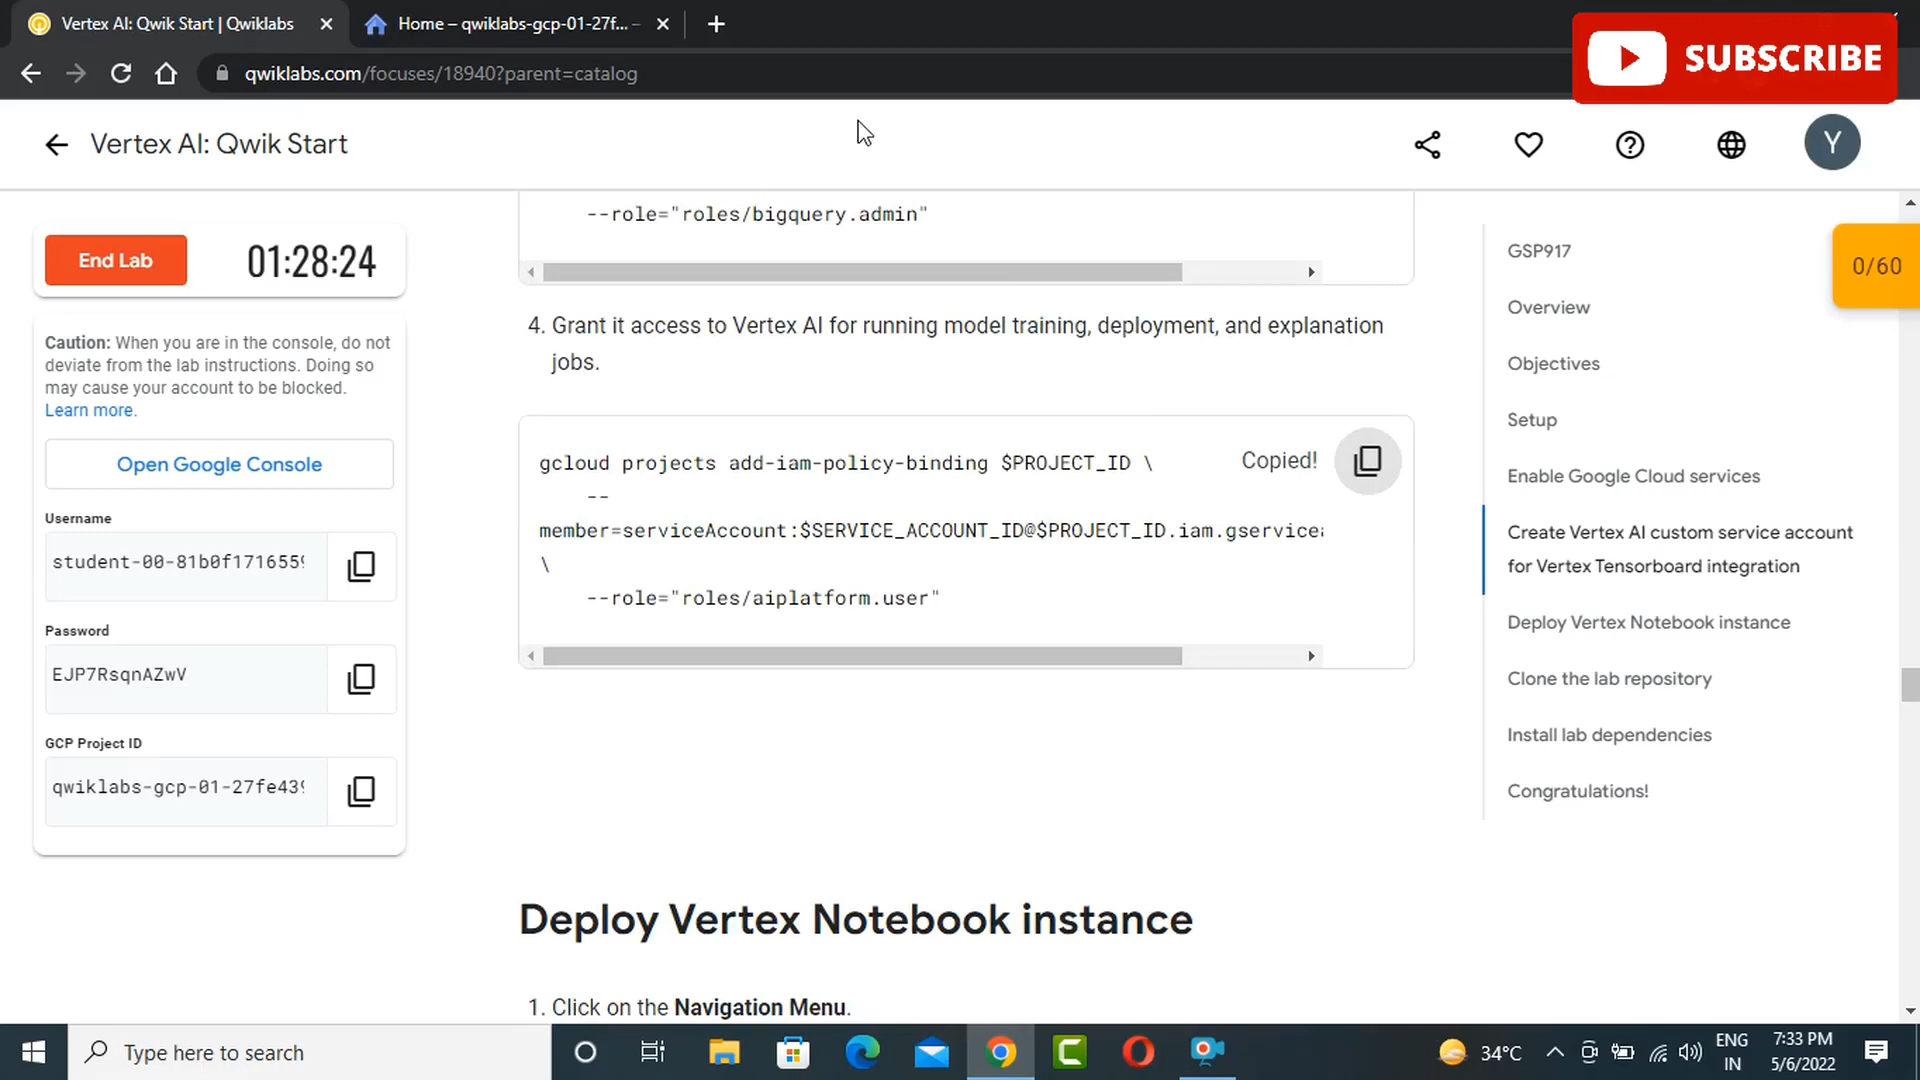 Vertex AI: Qwik Start | Qwiklabs
Home – qwiklabs-gcp-01-27f... –
qwiklabs.com/focuses/18940?parent=catalog
SUBSCRIBE
Vertex AI: Qwik Start
Y
End Lab
01:28:24
Caution: When you are in the console, do not
deviate from the lab instructions. Doing so
may cause your account to be blocked.
Learn more.
Open Google Console
Username
student-00-81b0f1716559
Password
EJP7RsqnAZwV
GCP Project ID
qwiklabs-gcp-01-27fe439
--role="roles/bigquery.admin"
4. Grant it access to Vertex AI for running model training, deployment, and explanation
jobs.
gcloud projects add-iam-policy-binding $PROJECT_ID \
Copied!
--
member=serviceAccount:$SERVICE_ACCOUNT_ID@$PROJECT_ID.iam.gservicea
\
--role="roles/aiplatform.user"
Deploy Vertex Notebook instance
1. Click on the Navigation Menu.
GSP917
Overview
Objectives
Setup
Enable Google Cloud services
Create Vertex AI custom service account
for Vertex Tensorboard integration
Deploy Vertex Notebook instance
Clone the lab repository
Install lab dependencies
Congratulations!
0/60
Type here to search
34°C
ENG
IN
7:33 PM
5/6/2022